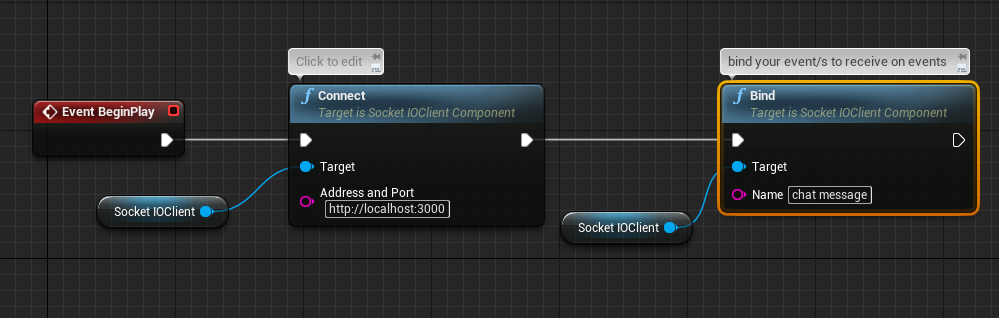 Click to edit
bind your event/s to receive on events
Event BeginPlay
f Connect
Target is Socket IOClient Component
f Bind
Target is Socket IOClient Component
Target
Target
Address and Port
http://localhost:3000
Name chat message
Socket IOClient
Socket IOClient